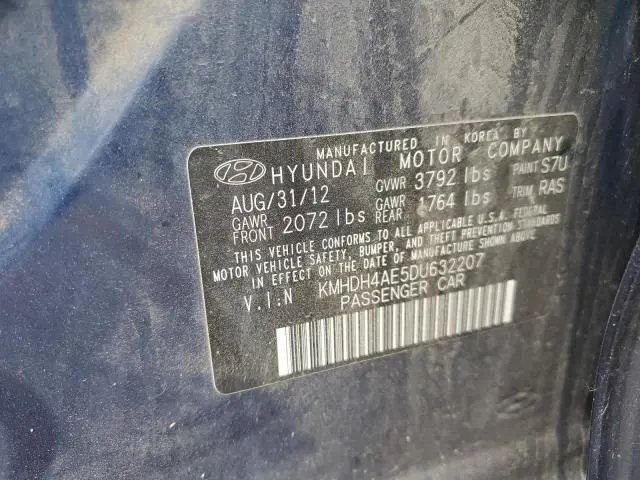 MANUFACTURED IN KOREA BY
HYUNDAI MOTOR COMPANY
AUG/31/12 GVWR 3792 lbs PAINT S7U
GAWR FRONT 2072 lbs GAWR REAR 1764 lbs TRIM RAS
THIS VEHICLE CONFORMS TO ALL APPLICABLE U.S.A. FEDERAL
MOTOR VEHICLE SAFETY, BUMPER, AND THEFT PREVENTION STANDARDS
IN EFFECT ON THE DATE OF MANUFACTURE SHOWN ABOVE.
V.I.N KMHDH4AE5DU632207
PASSENGER CAR